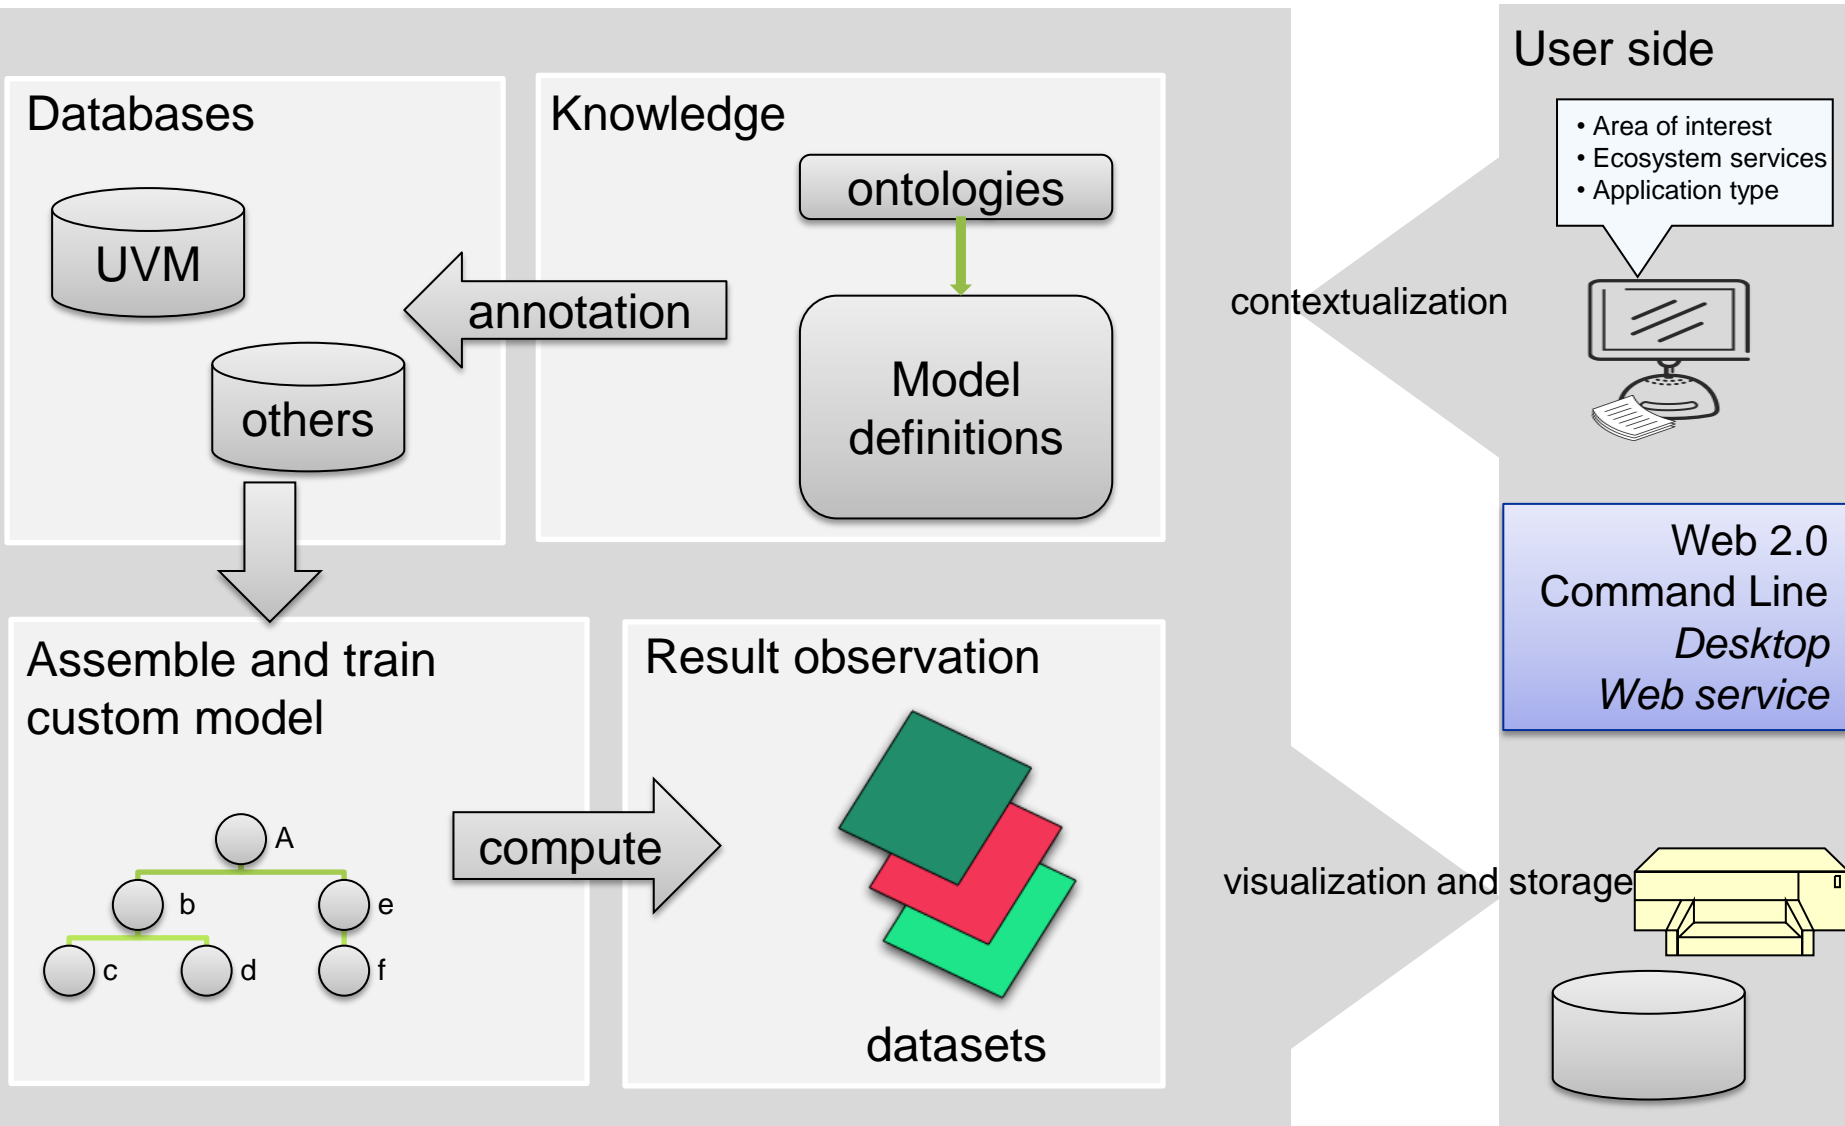 Databases
UVM
others
annotation
Knowledge
ontologies
Model
definitions
contextualization
User side
• Area of interest
• Ecosystem services
• Application type
Web 2.0
Command Line
Desktop
Web service
Assemble and train
custom model
A
b
e
c
d
f
compute
Result observation
datasets
visualization and storage